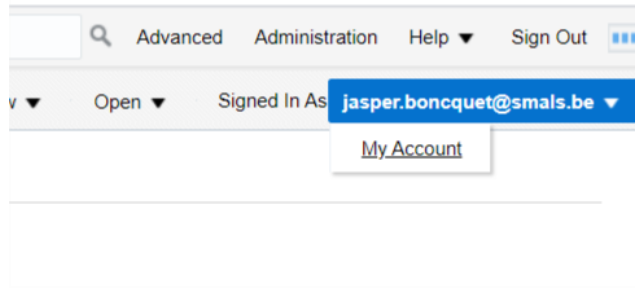 Advanced Administration Help Sign Out
w Open Signed In As jasper.boncquet@smals.be
My Account